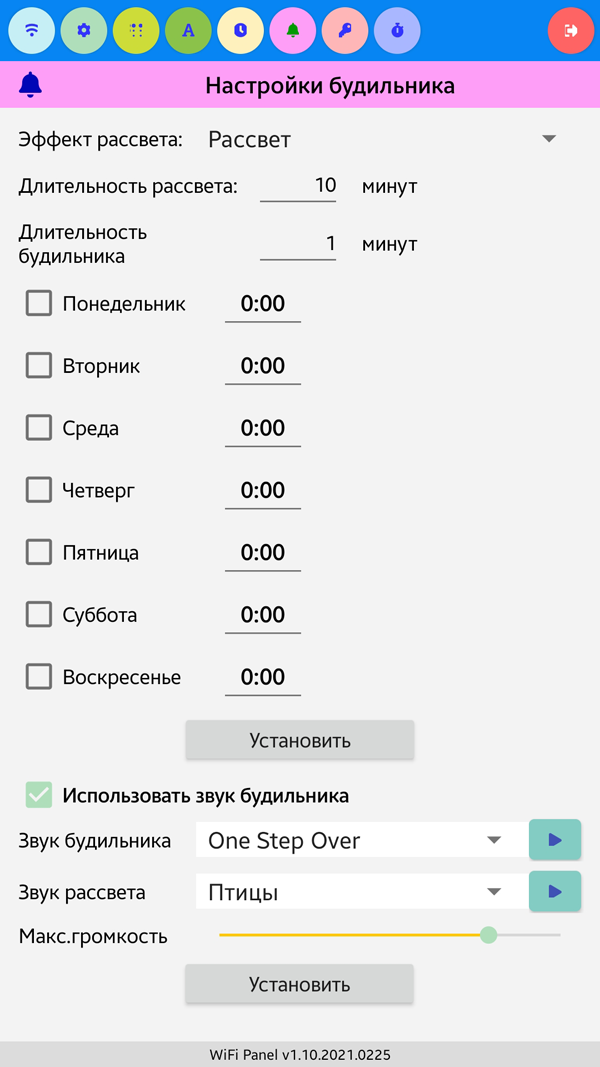 A
Настройки будильника
Эффект рассвета: Рассвет
Длительность рассвета: 10 минут
Длительность
будильника 1 минут
Понедельник 0:00
Вторник 0:00
Среда 0:00
Четверг 0:00
Пятница 0:00
Суббота 0:00
Воскресенье 0:00
Установить
Использовать звук будильника
Звук будильника One Step Over
Звук рассвета Птицы
Макс.громкость
Установить
WiFi Panel v1.10.2021.0225